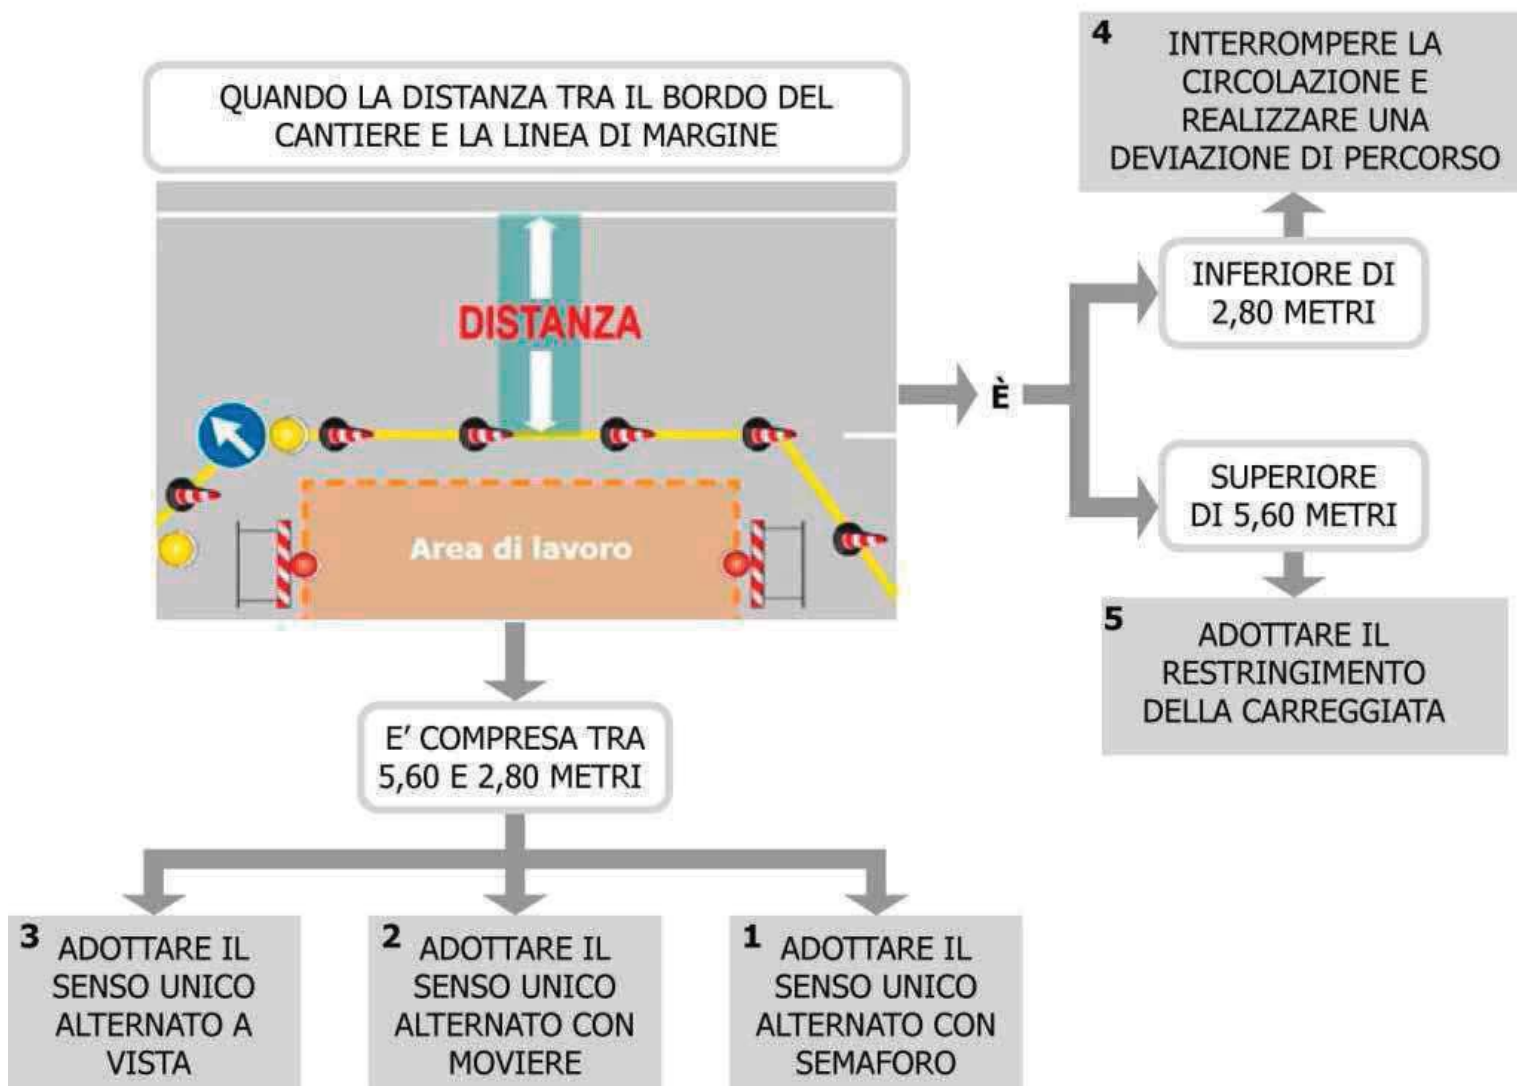 QUANDO LA DISTANZA TRA IL BORDO DEL
CANTIERE E LA LINEA DI MARGINE
DISTANZA
Area di lavoro
È
4
INTERROMPERE LA
CIRCOLAZIONE E
REALIZZARE UNA
DEVIAZIONE DI PERCORSO
INFERIORE DI
2,80 METRI
SUPERIORE
DI 5,60 METRI
5
ADOTTARE IL
RESTRINGIMENTO
DELLA CARREGGIATA
E' COMPRESA TRA
5,60 E 2,80 METRI
3
ADOTTARE IL
SENSO UNICO
ALTERNATO A
VISTA
2
ADOTTARE IL
SENSO UNICO
ALTERNATO CON
MOVIERE
1
ADOTTARE IL
SENSO UNICO
ALTERNATO CON
SEMAFORO